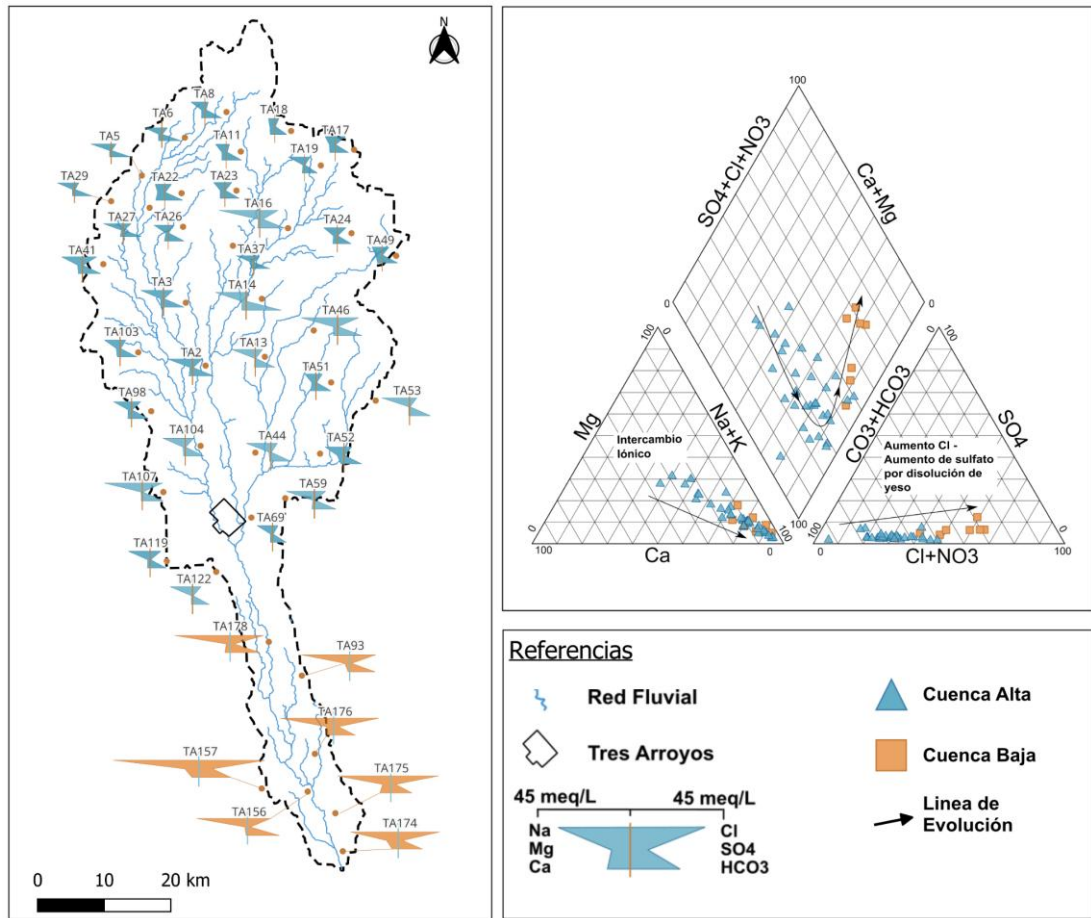 N
TA8
TA6
TA18
TA5
TA11
TA17
TA19
TA29
TA22
TA23
TA16
TA27
TA26
TA24
TA41
TA37
TA49
TA3
TA14
TA46
TA103
TA2
TA13
TA51
TA98
TA53
TA104
TA44
TA52
TA107
TA59
TA69
TA119
TA122
TA178
TA93
TA176
TA157
TA175
TA156
TA174
0 10 20 km
100
SO4+Cl+NO3
Ca+Mg
0
0
100
0
100
0
Mg
Na+K
CO3+HCO3
SO4
Intercambio
Iónico
Aumento Cl -
Aumento de sulfato
por disolución de
yeso
100
0
100
0
100
0
100
Ca
Cl+NO3
Referencias
Red Fluvial
Cuenca Alta
Tres Arroyos
Cuenca Baja
45 meq/L 45 meq/L
Na Cl
Mg SO4
Ca HCO3
Linea de
Evolución